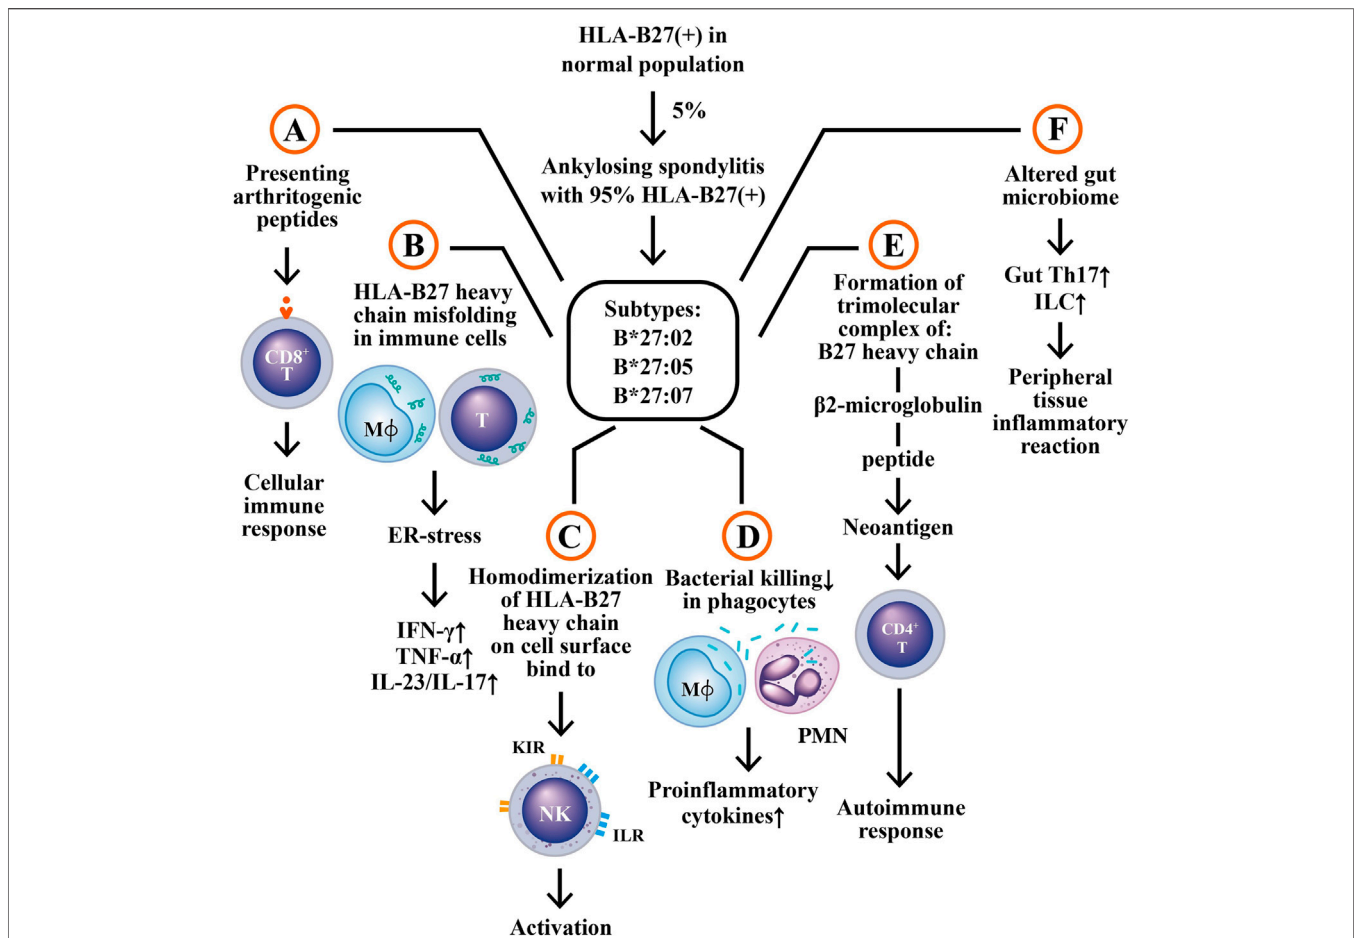 HLA-B27(+) in
normal population
5%
Ankylosing spondylitis
with 95% HLA-B27(+)
Subtypes:
B*27:02
B*27:05
B*27:07
A
Presenting
arthritogenic
peptides
CD8⁺
T
Cellular
immune
response
B
HLA-B27 heavy
chain misfolding
in immune cells
Mϕ
T
ER-stress
IFN-γ↑
TNF-α↑
IL-23/IL-17↑
C
Homodimerization
of HLA-B27
heavy chain
on cell surface
bind to
KIR
NK
ILR
Activation
D
Bacterial killing↓
in phagocytes
Mϕ
PMN
Proinflammatory
cytokines↑
E
Formation of
trimolecular
complex of:
B27 heavy chain
β2-microglobulin
peptide
Neoantigen
CD4⁺
T
Autoimmune
response
F
Altered gut
microbiome
Gut Th17↑
ILC↑
Peripheral
tissue
inflammatory
reaction